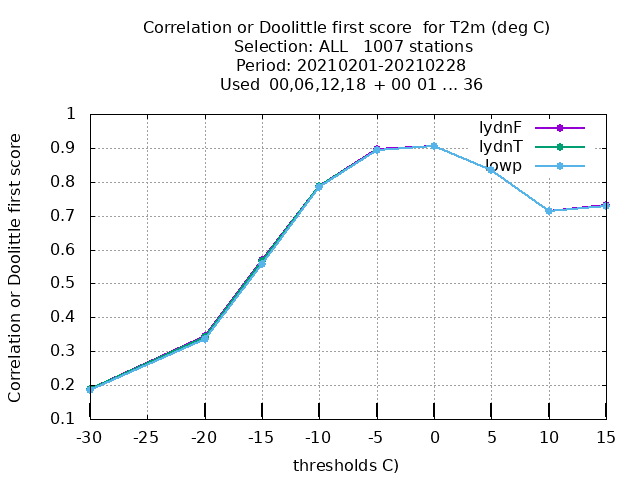 Correlation or Doolittle first score  for T2m (deg C)
Selection: ALL   1007 stations
Period: 20210201-20210228
Used  00,06,12,18  + 00 01 ... 36
Correlation or Doolittle first score
1
0.9
0.8
0.7
0.6
0.5
0.4
0.3
0.2
0.1
lydnF
lydnT
lowp
-30 -25 -20 -15 -10 -5 0 5 10 15
thresholds C)